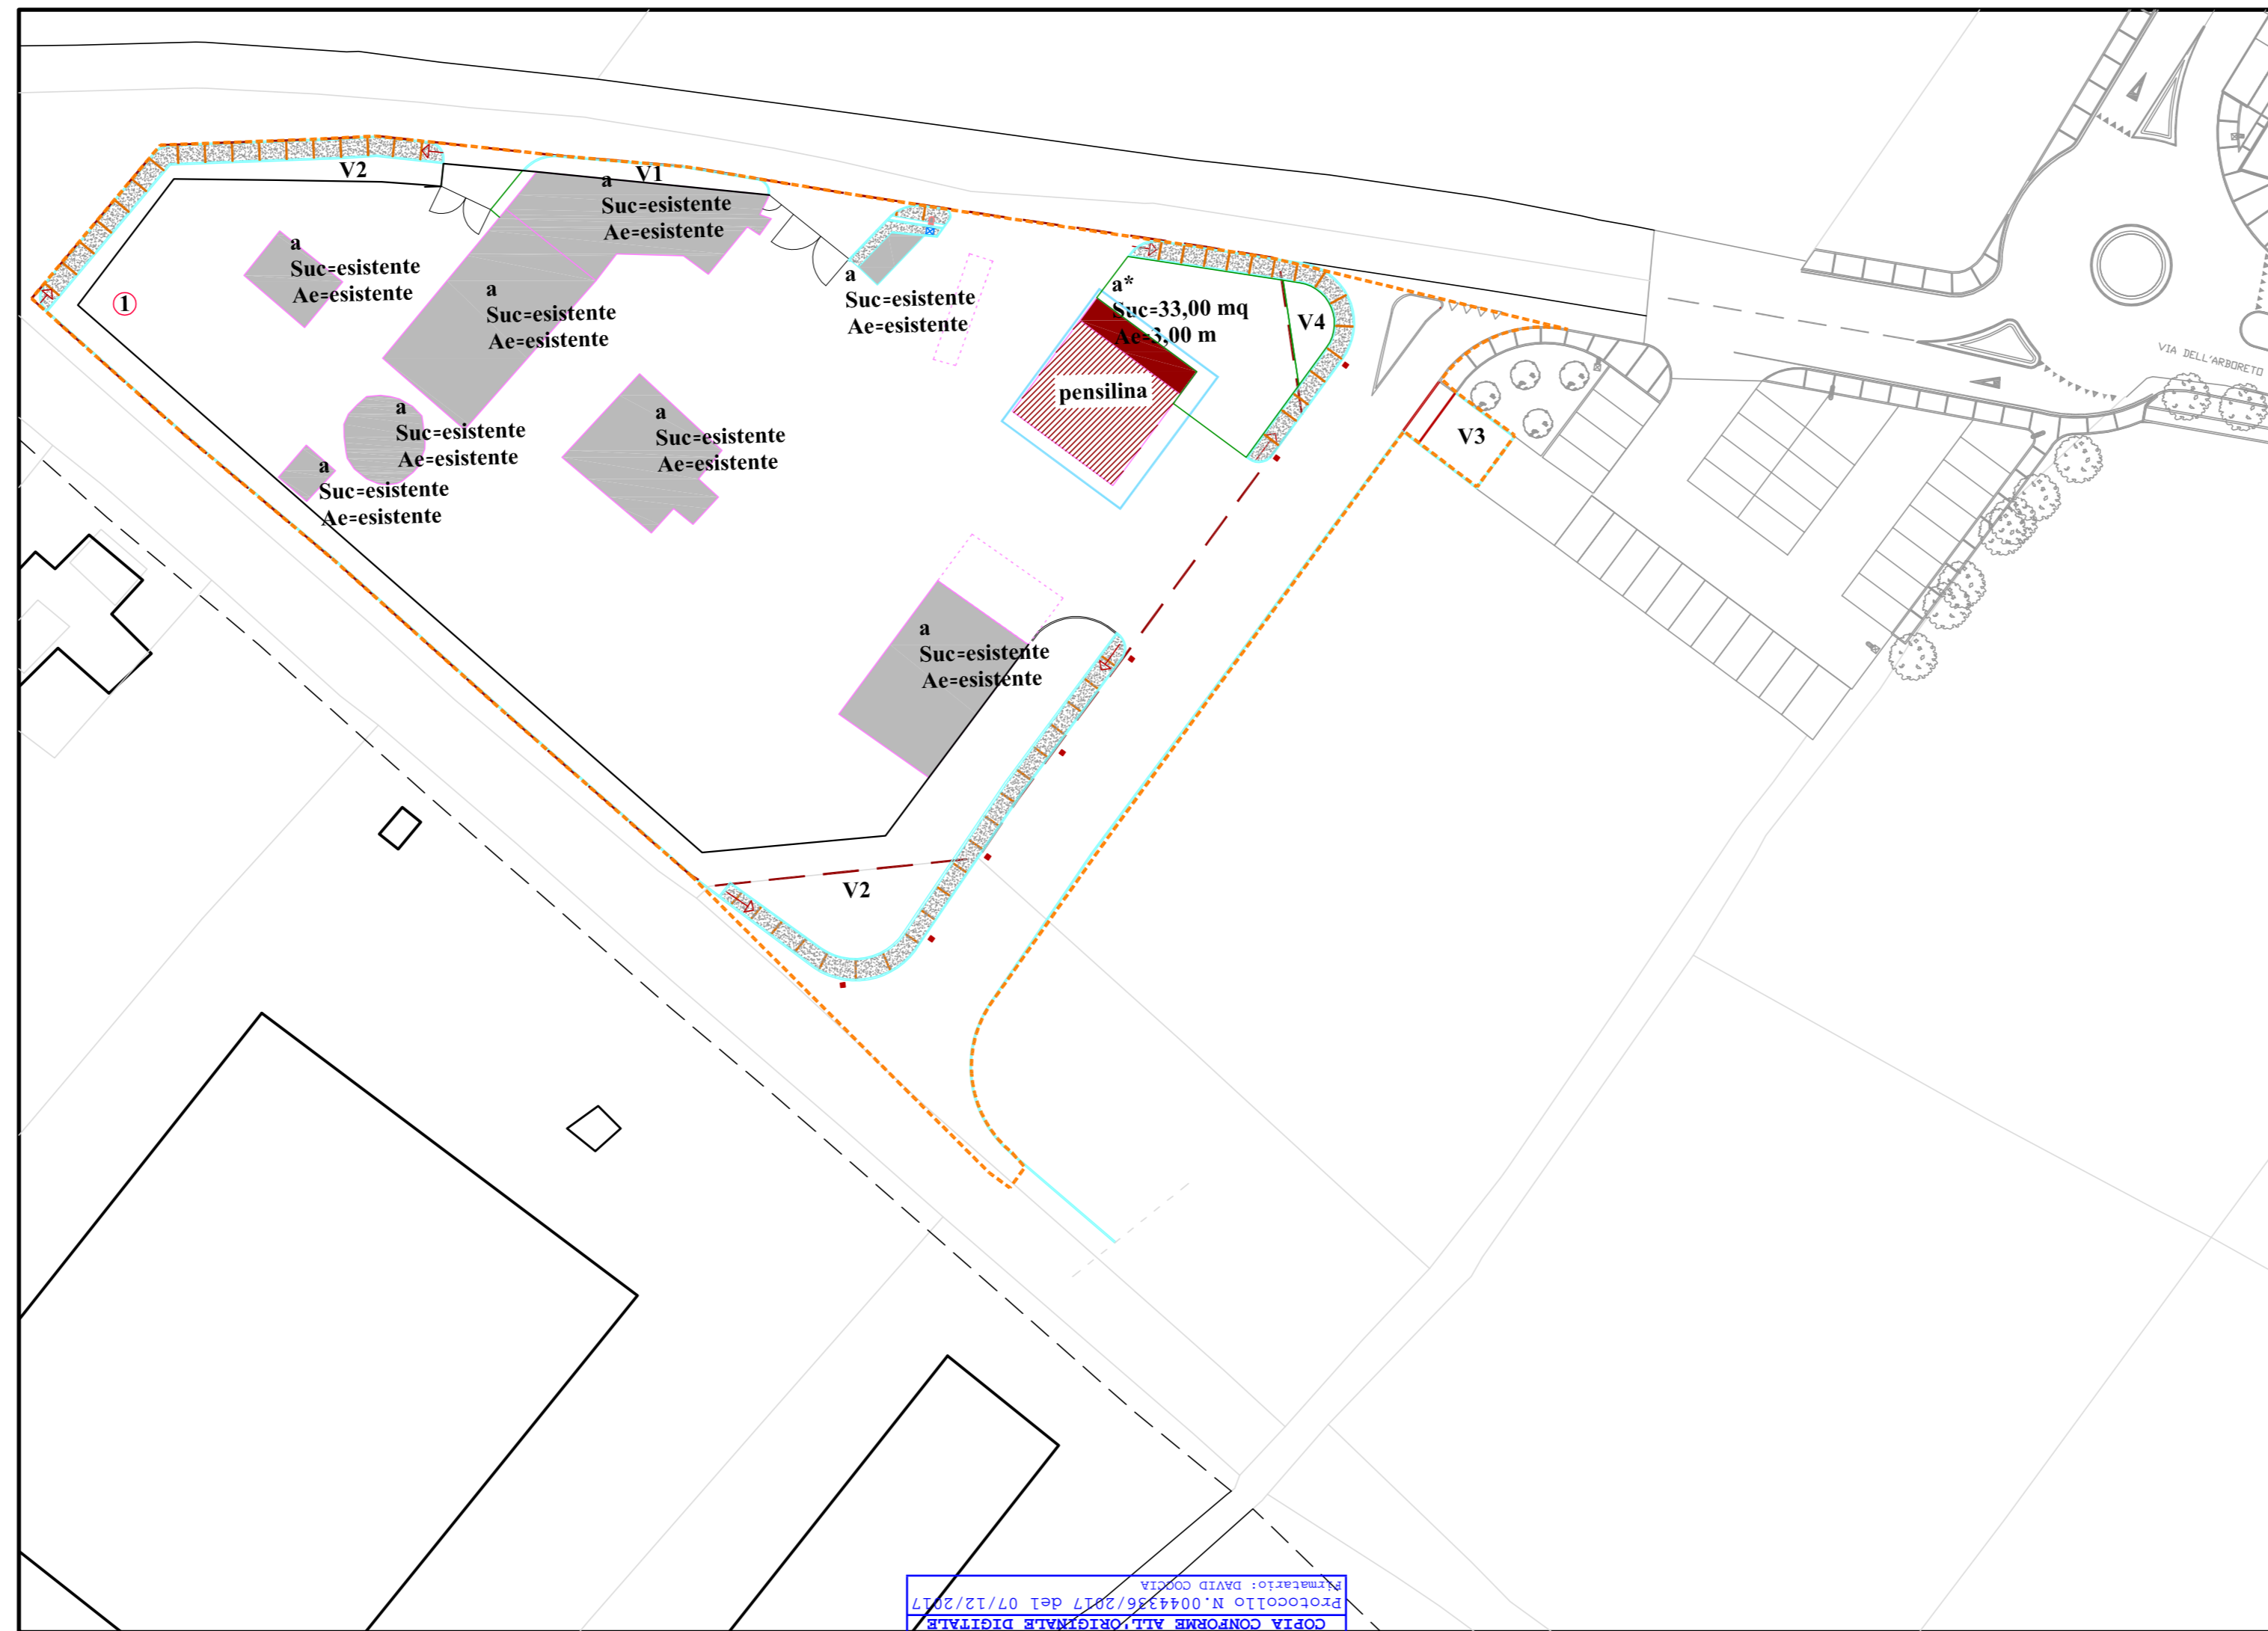 V2
V1
a
Suc=esistente
Ae=esistente
a
Suc=esistente
Ae=esistente
①
a
Suc=esistente
Ae=esistente
a
Suc=esistente
Ae=esistente
a*
Suc=33,00 mq
Ae=3,00 m
V4
pensilina
V3
VIA DELL'ARBORETO
a
Suc=esistente
Ae=esistente
a
Suc=esistente
Ae=esistente
a
Suc=esistente
Ae=esistente
a
Suc=esistente
Ae=esistente
V2
COPIA CONFORME ALL'ORIGINALE DIGITALE
Protocollo N.0044336/2017 del 07/12/2017
Firmatario: DAVID COCCIA